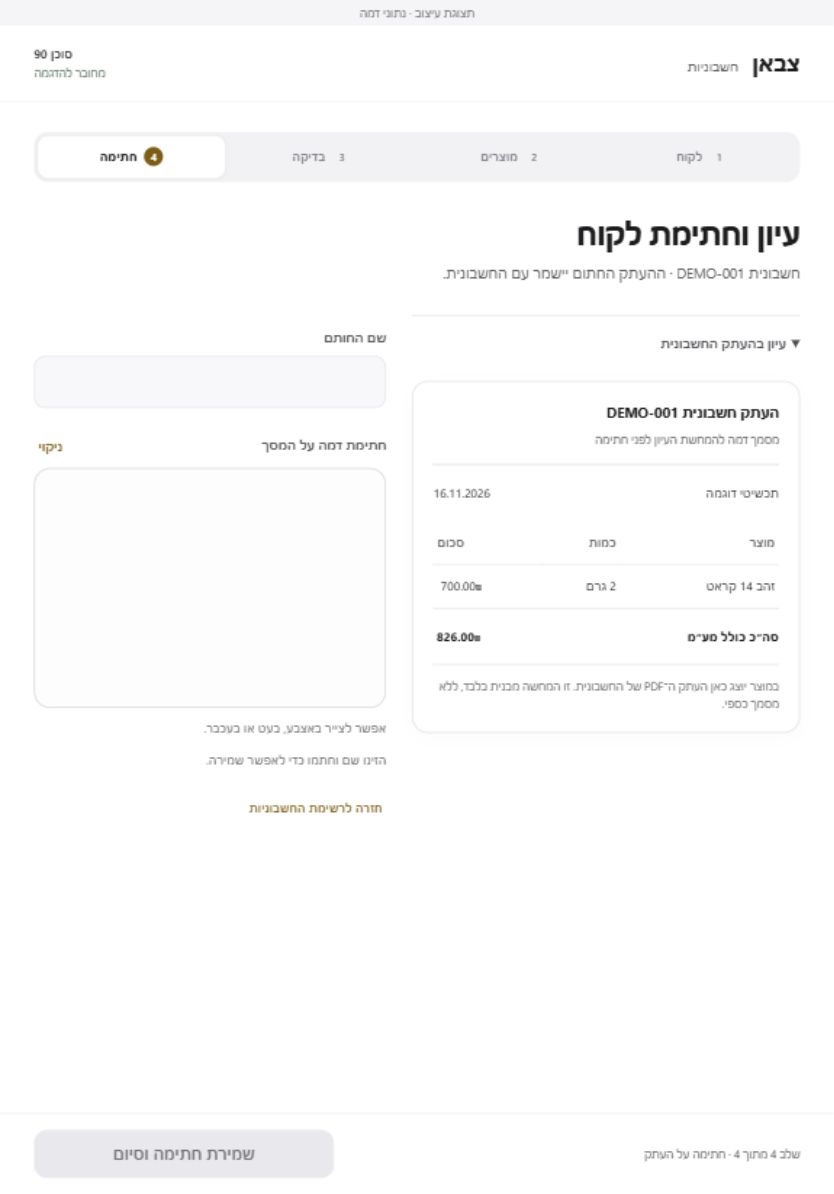 תצוגת עיצוב · נתוני דמה
צבאן חשבוניות
סוכן 90
מחובר להדגמה
1 לקוח
2 מוצרים
3 בדיקה
4 חתימה
עיון וחתימת לקוח
חשבונית DEMO-001 · ההעתק החתום יישמר עם החשבונית.
▼ עיון בהעתק החשבונית
העתק חשבונית DEMO-001
מסמך דמה להמחשת העיון לפני חתימה
תכשיטי דוגמה 16.11.2026
מוצר כמות סכום
זהב 14 קראט 2 גרם 700.00₪
סה״כ כולל מע״מ 826.00₪
במוצר יוצג כאן העתק ה־PDF של החשבונית. זו המחשה מבנית בלבד, ללא
מסמך כספי.
שם החותם
חתימת דמה על המסך ניקוי
אפשר לצייר באצבע, בעט או בעכבר.
הזינו שם וחתמו כדי לאפשר שמירה.
חזרה לרשימת החשבוניות
שלב 4 מתוך 4 · חתימה על העתק
שמירת חתימה וסיום